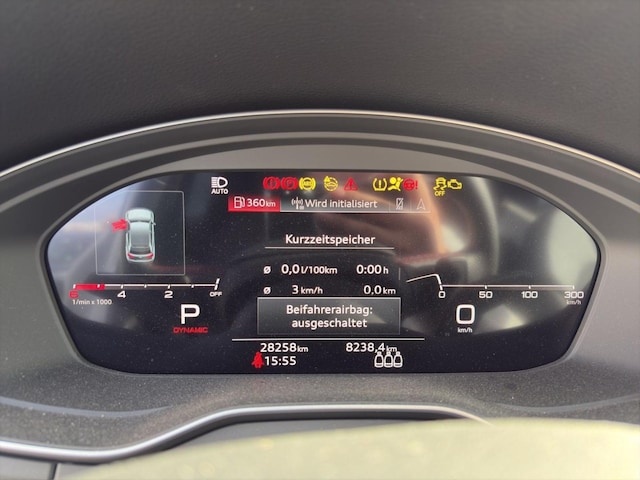 AUTO
OFF
360km
Wird initialisiert
Kurzzeitspeicher
ø 0,0 l/100km 0:00 h
ø 3 km/h 0,0 km
Beifahrerairbag:
ausgeschaltet
4 2 OFF
1/min x 1000
P
DYNAMIC
0 50 100 300
km/h
0
km/h
28258 km 8238,4 km
15:55